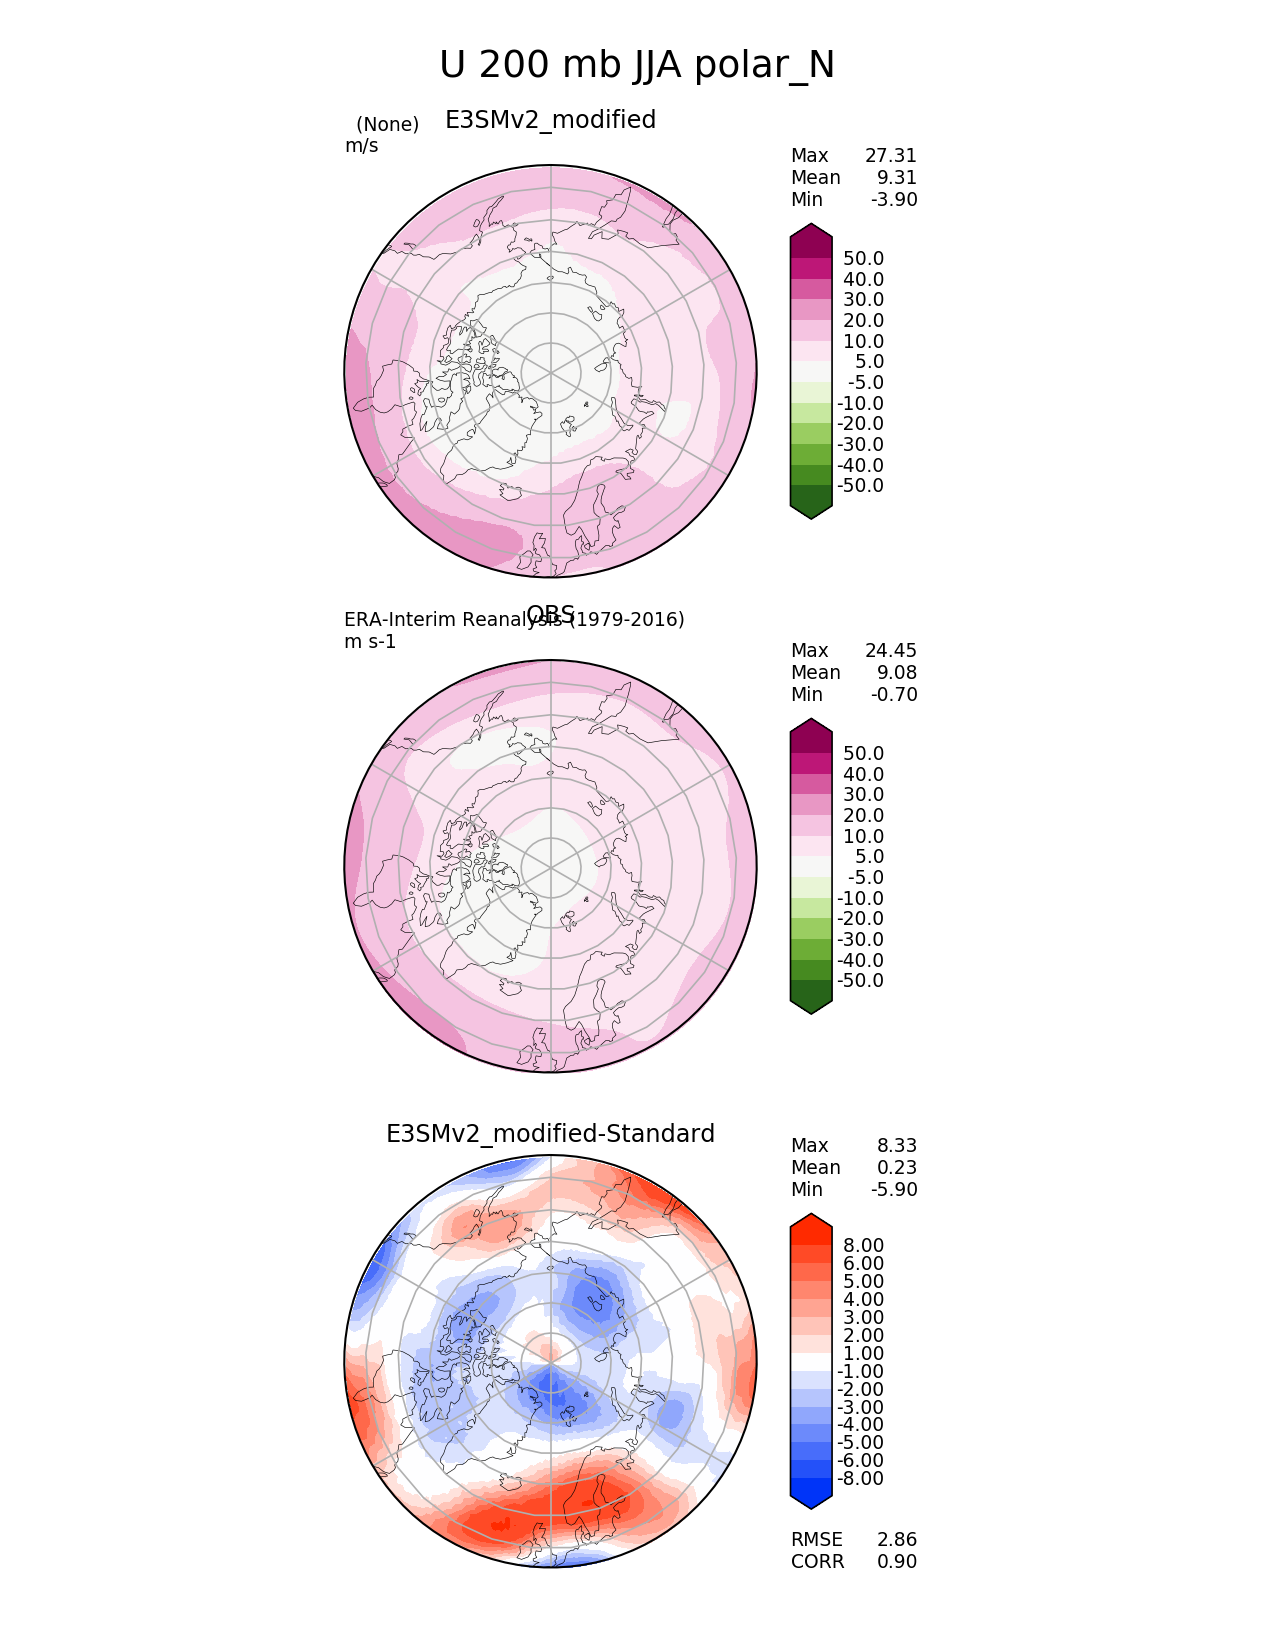 U 200 mb JJA polar_N
(None) E3SMv2_modified
m/s
Max 27.31
Mean 9.31
Min -3.90
50.0
40.0
30.0
20.0
10.0
5.0
-5.0
-10.0
-20.0
-30.0
-40.0
-50.0
OBS
ERA-Interim Reanalysis (1979-2016)
m s-1
Max 24.45
Mean 9.08
Min -0.70
50.0
40.0
30.0
20.0
10.0
5.0
-5.0
-10.0
-20.0
-30.0
-40.0
-50.0
E3SMv2_modified-Standard
Max 8.33
Mean 0.23
Min -5.90
8.00
6.00
5.00
4.00
3.00
2.00
1.00
-1.00
-2.00
-3.00
-4.00
-5.00
-6.00
-8.00
RMSE 2.86
CORR 0.90